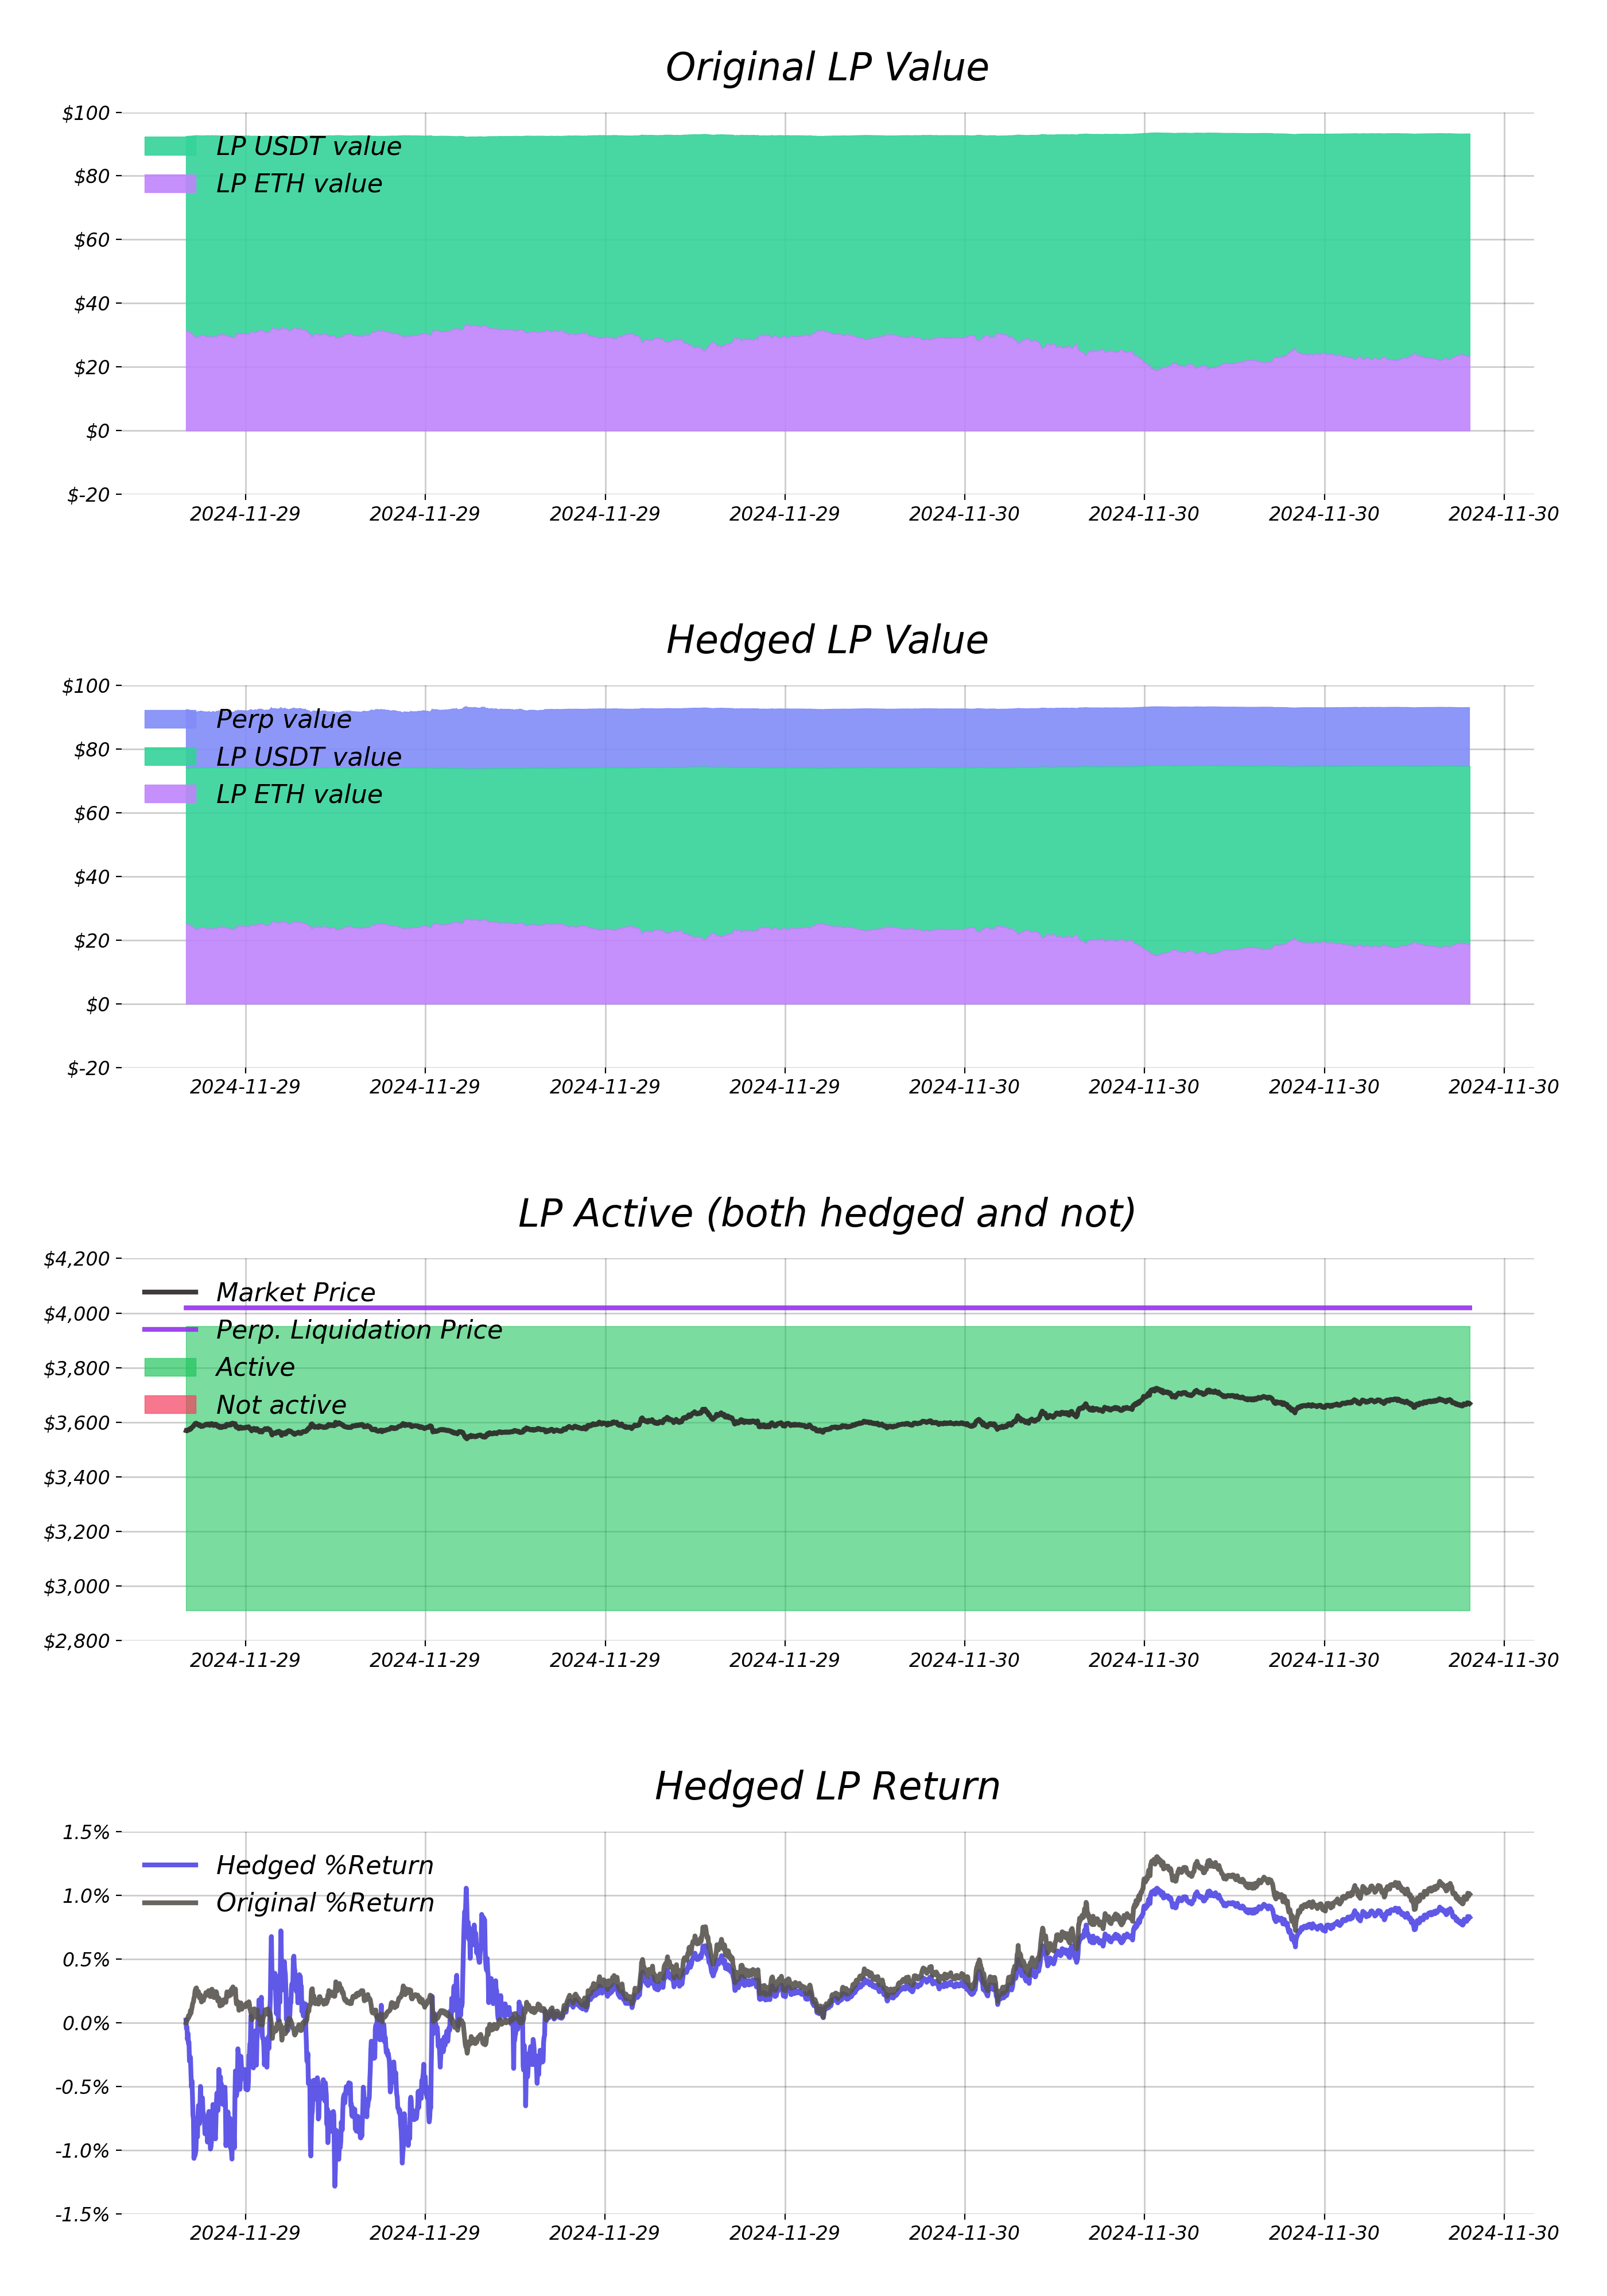 Original LP Value
$100
LP USDT value
$80
LP ETH value
$60
$40
$20
$0
$-20
2024-11-29 2024-11-29 2024-11-29 2024-11-29 2024-11-30 2024-11-30 2024-11-30 2024-11-30
Hedged LP Value
$100
Perp value
$80
LP USDT value
LP ETH value
$60
$40
$20
$0
$-20
2024-11-29 2024-11-29 2024-11-29 2024-11-29 2024-11-30 2024-11-30 2024-11-30 2024-11-30
LP Active (both hedged and not)
$4,200
Market Price
$4,000
Perp. Liquidation Price
$3,800
Active
Not active
$3,600
$3,400
$3,200
$3,000
$2,800
2024-11-29 2024-11-29 2024-11-29 2024-11-29 2024-11-30 2024-11-30 2024-11-30 2024-11-30
Hedged LP Return
1.5%
Hedged %Return
1.0%
Original %Return
0.5%
0.0%
-0.5%
-1.0%
-1.5%
2024-11-29 2024-11-29 2024-11-29 2024-11-29 2024-11-30 2024-11-30 2024-11-30 2024-11-30